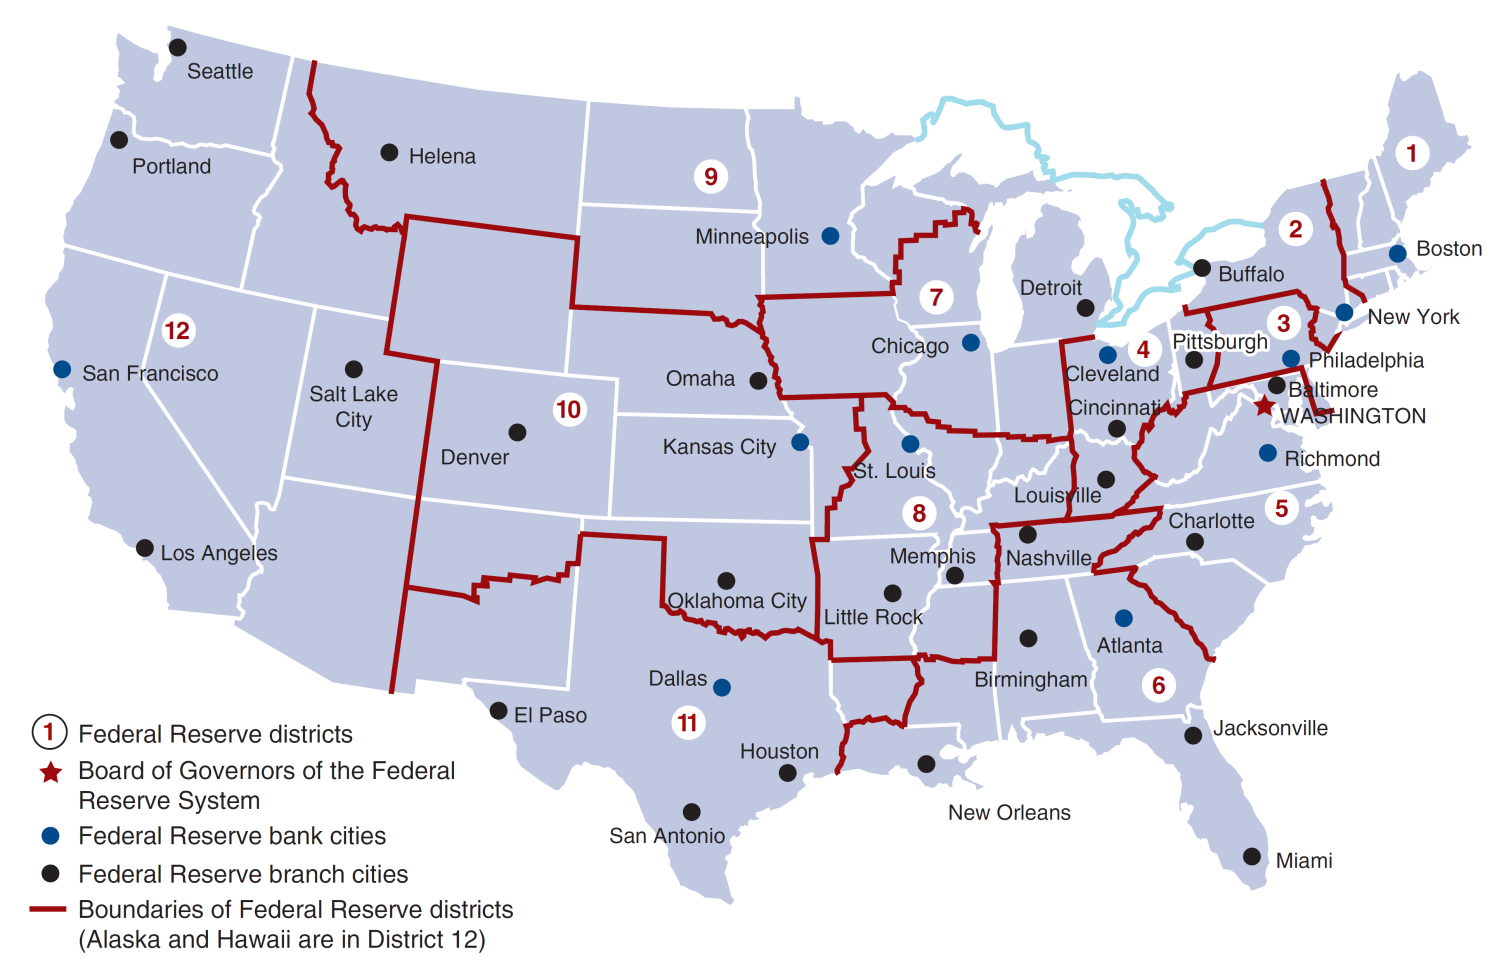 Seattle
Portland
Helena
9
1
Minneapolis
2
Boston
Buffalo
Detroit
7
12
3
New York
Pittsburgh
4
Chicago
Philadelphia
San Francisco
Cleveland
Omaha
Baltimore
Salt Lake
City
10
Cincinnati
WASHINGTON
Kansas City
Denver
St. Louis
Richmond
Louisville
8
5
Charlotte
Los Angeles
Memphis
Nashville
Oklahoma City
Little Rock
Atlanta
Dallas
Birmingham
6
El Paso
11
Jacksonville
Houston
New Orleans
San Antonio
Miami
1 Federal Reserve districts
Board of Governors of the Federal
Reserve System
Federal Reserve bank cities
Federal Reserve branch cities
Boundaries of Federal Reserve districts
(Alaska and Hawaii are in District 12)